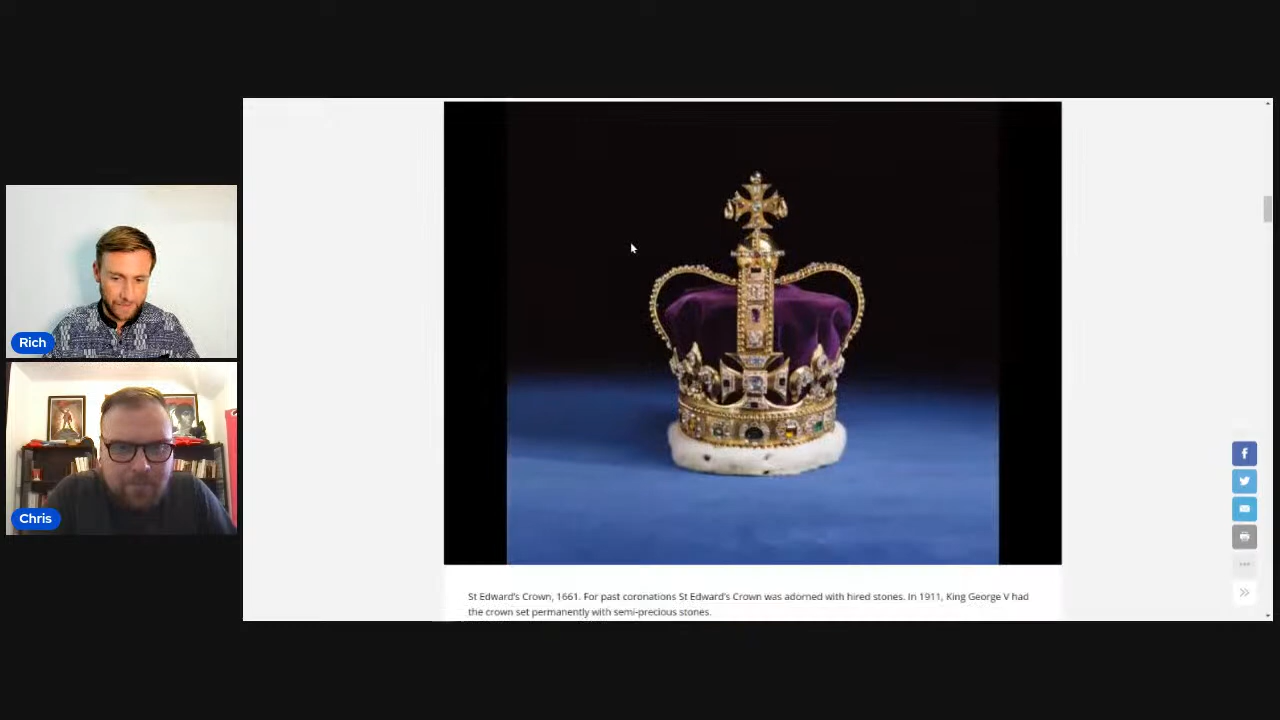 Rich
Chris
St Edward's Crown, 1661. For past coronations St Edward's Crown was adorned with hired stones. In 1911, King George V had
the crown set permanently with semi-precious stones.